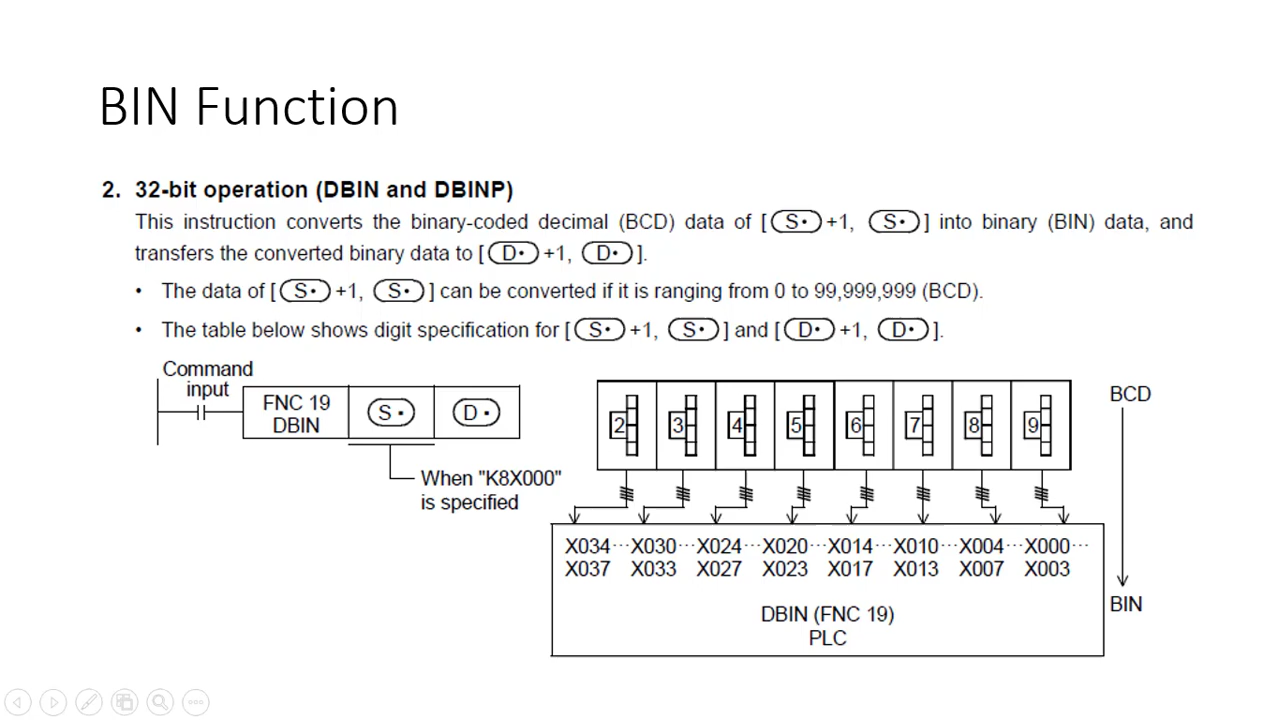 BIN Function
2. 32-bit operation (DBIN and DBINP)
This instruction converts the binary-coded decimal (BCD) data of [ S• +1, S• ] into binary (BIN) data, and
transfers the converted binary data to [ D• +1, D• ].
• The data of [ S• +1, S• ] can be converted if it is ranging from 0 to 99,999,999 (BCD).
• The table below shows digit specification for [ S• +1, S• ] and [ D• +1, D• ].
Command
input
FNC 19
DBIN
S•
D•
When "K8X000"
is specified
2 3 4 5 6 7 8 9
BCD
X034···X030···X024···X020···X014···X010···X004···X000···
X037 X033 X027 X023 X017 X013 X007 X003
BIN
DBIN (FNC 19)
PLC